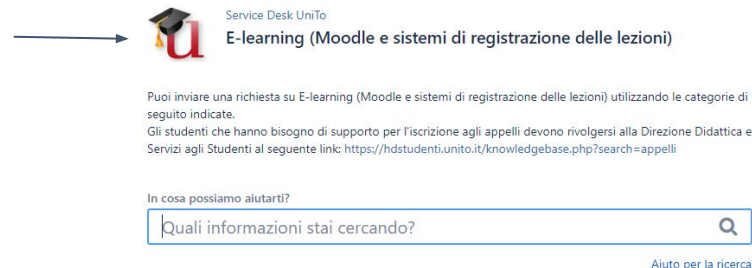 Service Desk UniTo
E-learning (Moodle e sistemi di registrazione delle lezioni)
Puoi inviare una richiesta su E-learning (Moodle e sistemi di registrazione delle lezioni) utilizzando le categorie di
seguito indicate.
Gli studenti che hanno bisogno di supporto per l'iscrizione agli appelli devono rivolgersi alla Direzione Didattica e
Servizi agli Studenti al seguente link: https://hdstudenti.unito.it/knowledgebase.php?search=appelli
In cosa possiamo aiutarti?
Quali informazioni stai cercando?
Aiuto per la ricerca